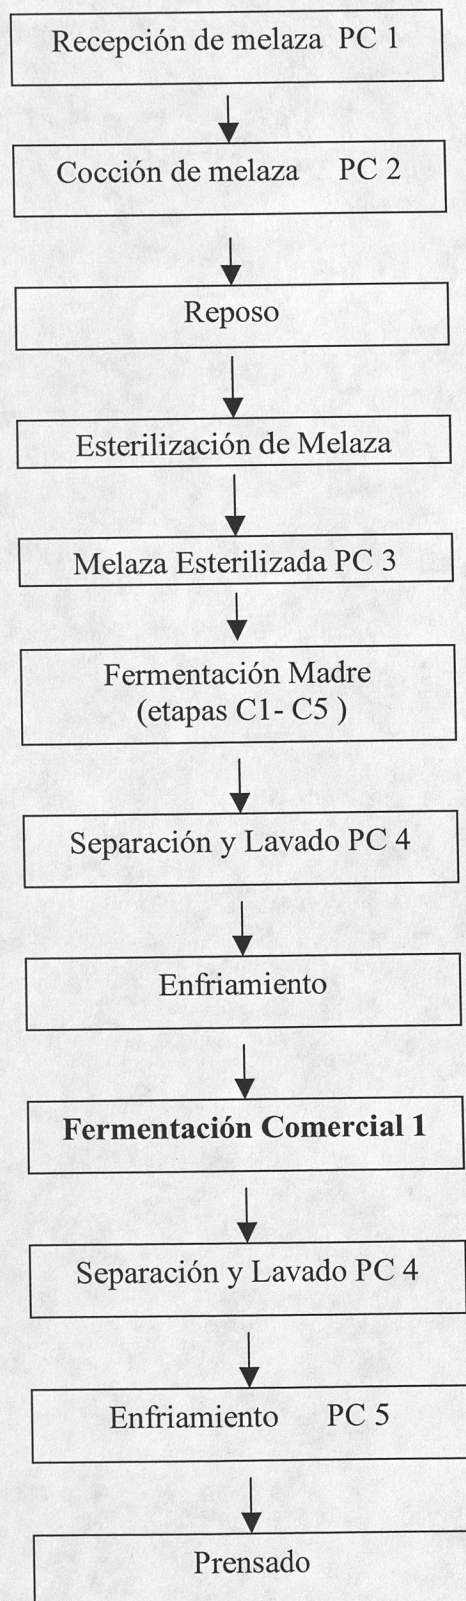 Recepción de melaza PC 1
Cocción de melaza PC 2
Reposo
Esterilización de Melaza
Melaza Esterilizada PC 3
Fermentación Madre
(etapas C1- C5 )
Separación y Lavado PC 4
Enfriamiento
Fermentación Comercial 1
Separación y Lavado PC 4
Enfriamiento PC 5
Prensado